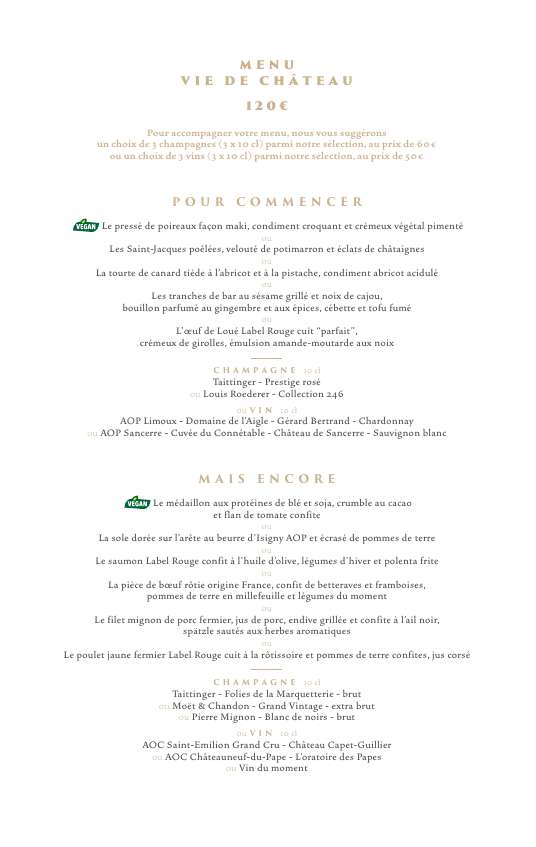 MENU
VIE DE CHÂTEAU
120€
Pour accompagner votre menu, nous vous suggérons
un choix de 3 champagnes (3 x 10 cl) parmi notre sélection, au prix de 60€
ou un choix de 3 vins (3 x 10 cl) parmi notre sélection, au prix de 50€
POUR COMMENCER
VEGAN Le pressé de poireaux façon maki, condiment croquant et crémeux végétal pimenté
ou
Les Saint-Jacques poêlées, velouté de potimarron et éclats de châtaignes
ou
La tourte de canard tiède à l'abricot et à la pistache, condiment abricot acidulé
ou
Les tranches de bar au sésame grillé et noix de cajou,
bouillon parfumé au gingembre et aux épices, cébette et tofu fumé
ou
L'œuf de Loué Label Rouge cuit "parfait",
crémeux de girolles, émulsion amande-moutarde aux noix
CHAMPAGNE 10 cl
Taittinger - Prestige rosé
ou Louis Roederer - Collection 246
ou VIN 10 cl
AOP Limoux - Domaine de l'Aigle - Gérard Bertrand - Chardonnay
ou AOP Sancerre - Cuvée du Connétable - Château de Sancerre - Sauvignon blanc
MAIS ENCORE
VEGAN Le médaillon aux protéines de blé et soja, crumble au cacao
et flan de tomate confite
ou
La sole dorée sur l'arête au beurre d'Isigny AOP et écrasé de pommes de terre
ou
Le saumon Label Rouge confit à l'huile d'olive, légumes d'hiver et polenta frite
ou
La pièce de bœuf rôtie origine France, confit de betteraves et framboises,
pommes de terre en millefeuille et légumes du moment
ou
Le filet mignon de porc fermier, jus de porc, endive grillée et confite à l'ail noir,
spätzle sautés aux herbes aromatiques
ou
Le poulet jaune fermier Label Rouge cuit à la rôtissoire et pommes de terre confites, jus corsé
CHAMPAGNE 10 cl
Taittinger - Folies de la Marquetterie - brut
ou Moët & Chandon - Grand Vintage - extra brut
ou Pierre Mignon - Blanc de noirs - brut
ou VIN 10 cl
AOC Saint-Emilion Grand Cru - Château Capet-Guillier
ou AOC Châteauneuf-du-Pape - L'oratoire des Papes
ou Vin du moment